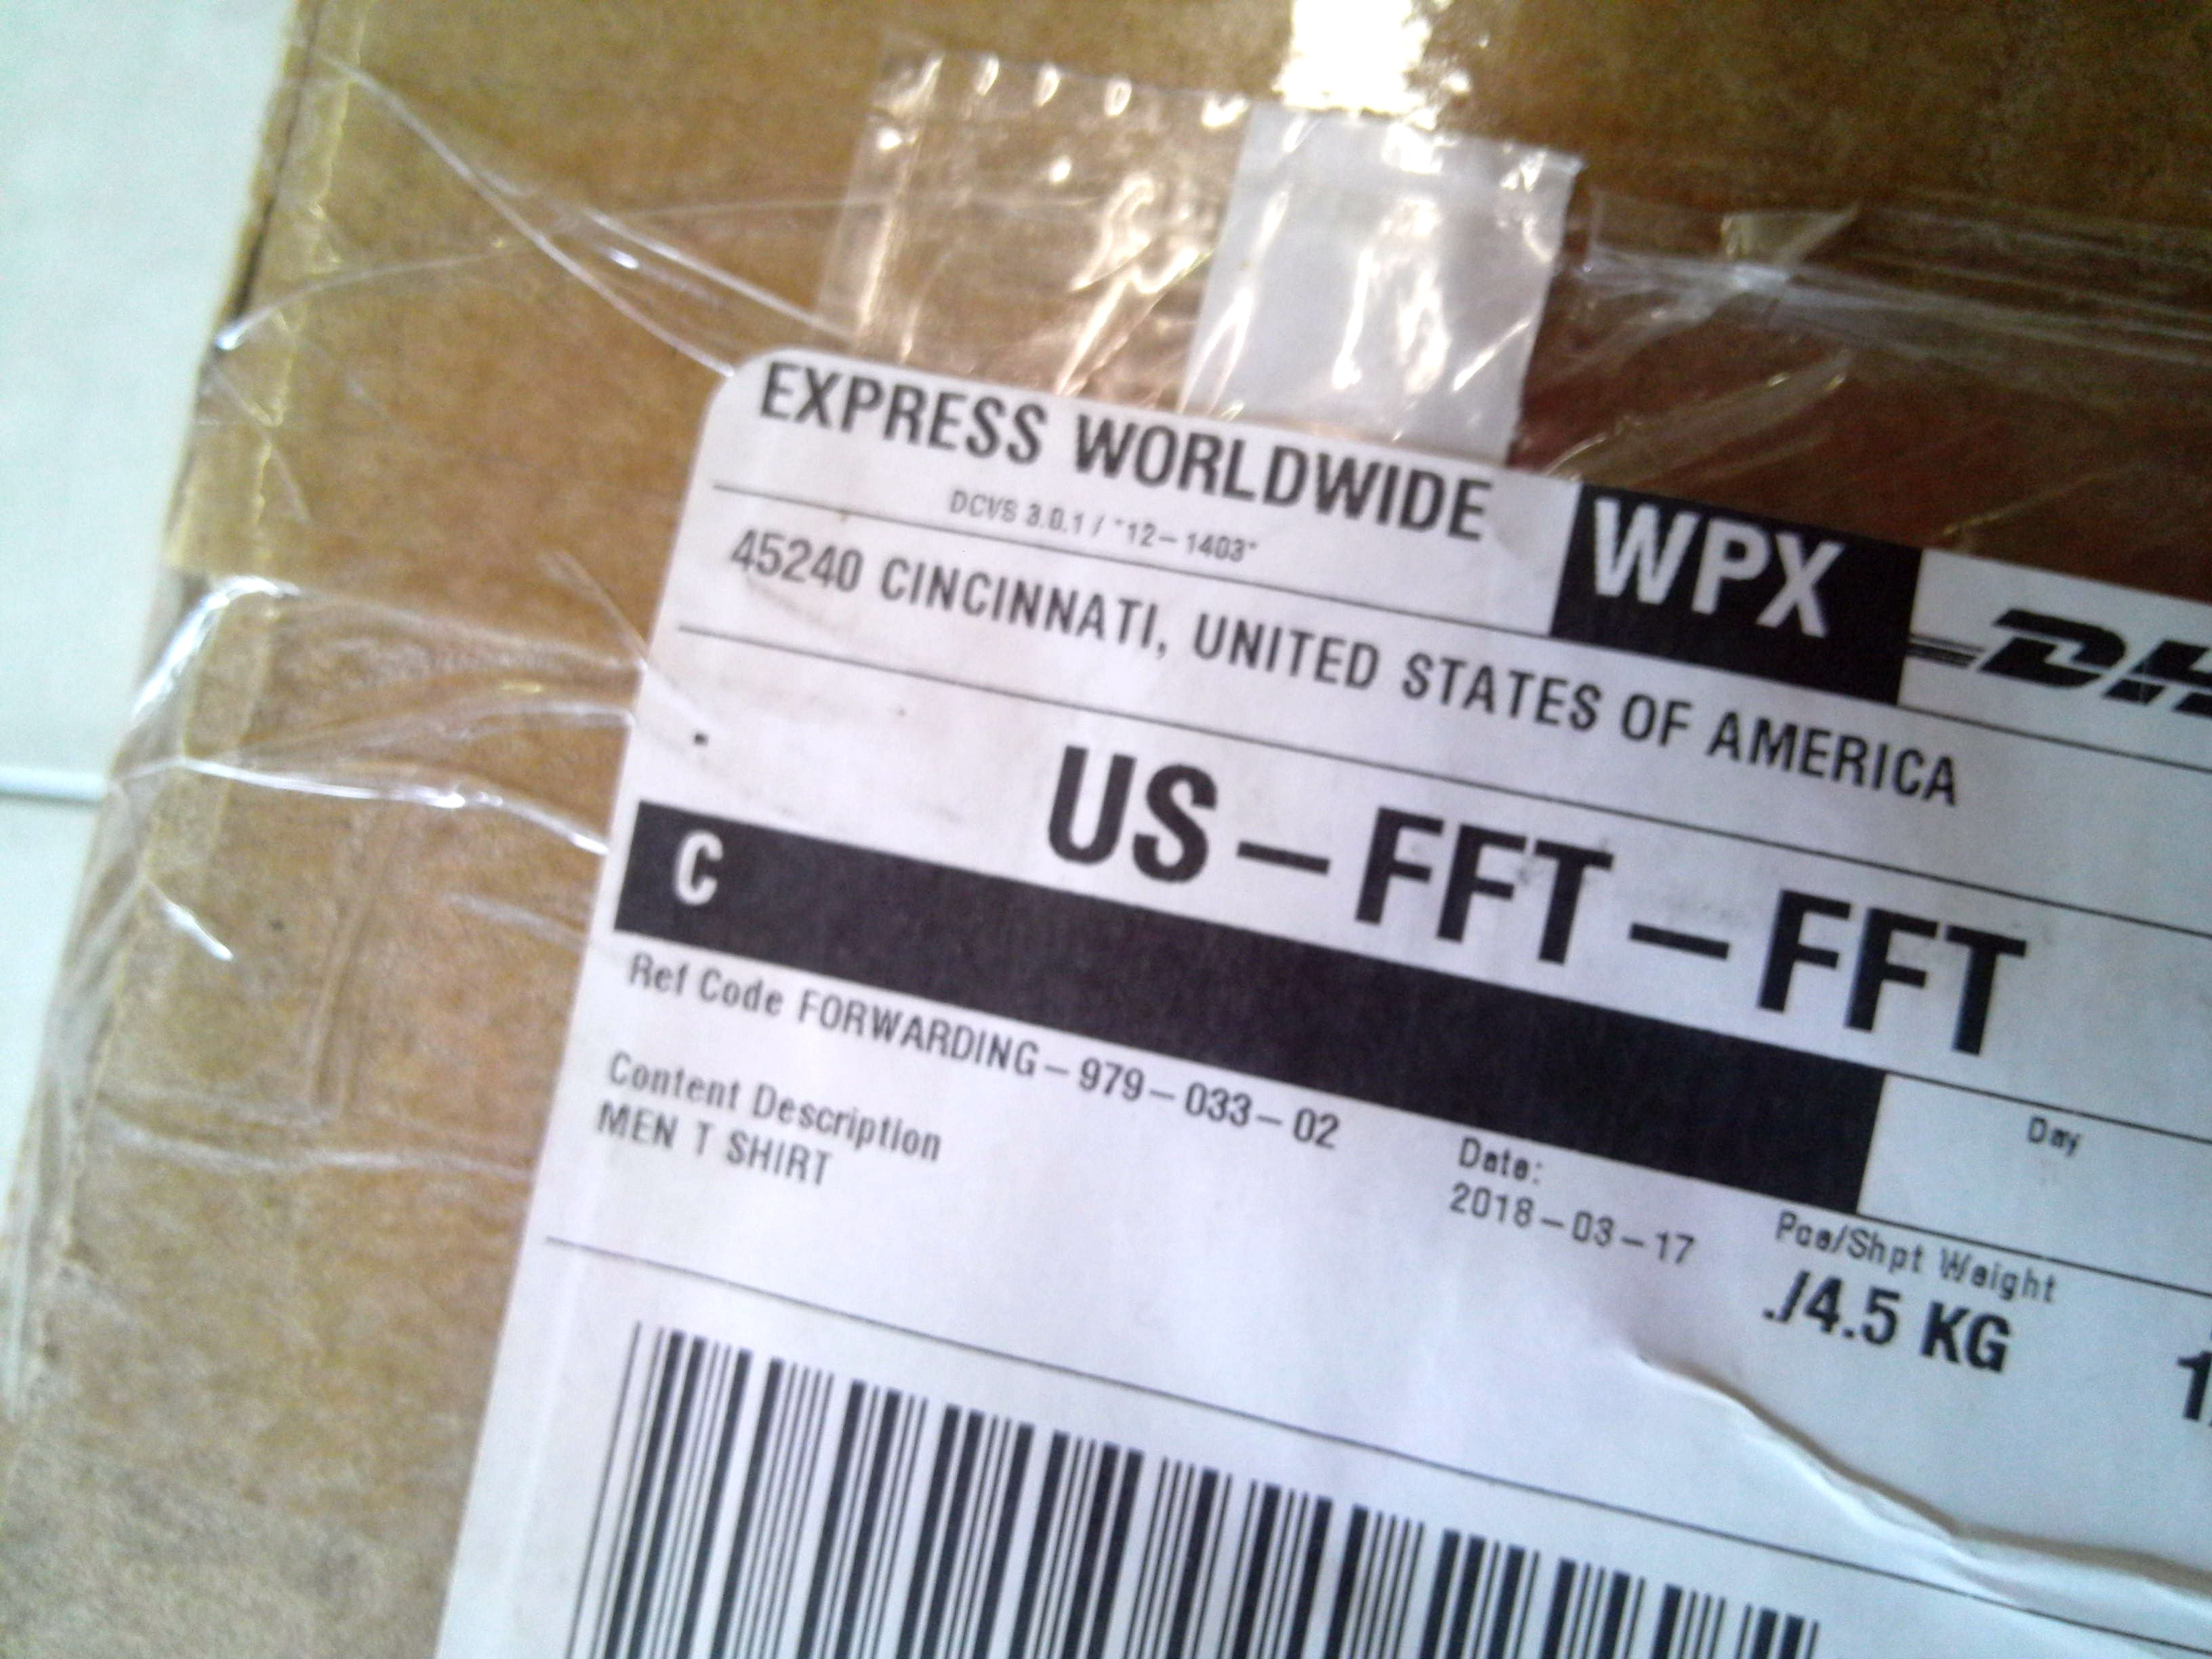 EXPRESS WORLDWIDE
WPX
DCVS 3.0.1 / "12-1403"
45240 CINCINNATI, UNITED STATES OF AMERICA
US-FFT-FFT
C
Day
Ref Code FORWARDING-979-033-02
Content Description
MEN T SHIRT
Date:
2018-03-17
Pce/Shpt Weight
./4.5 KG